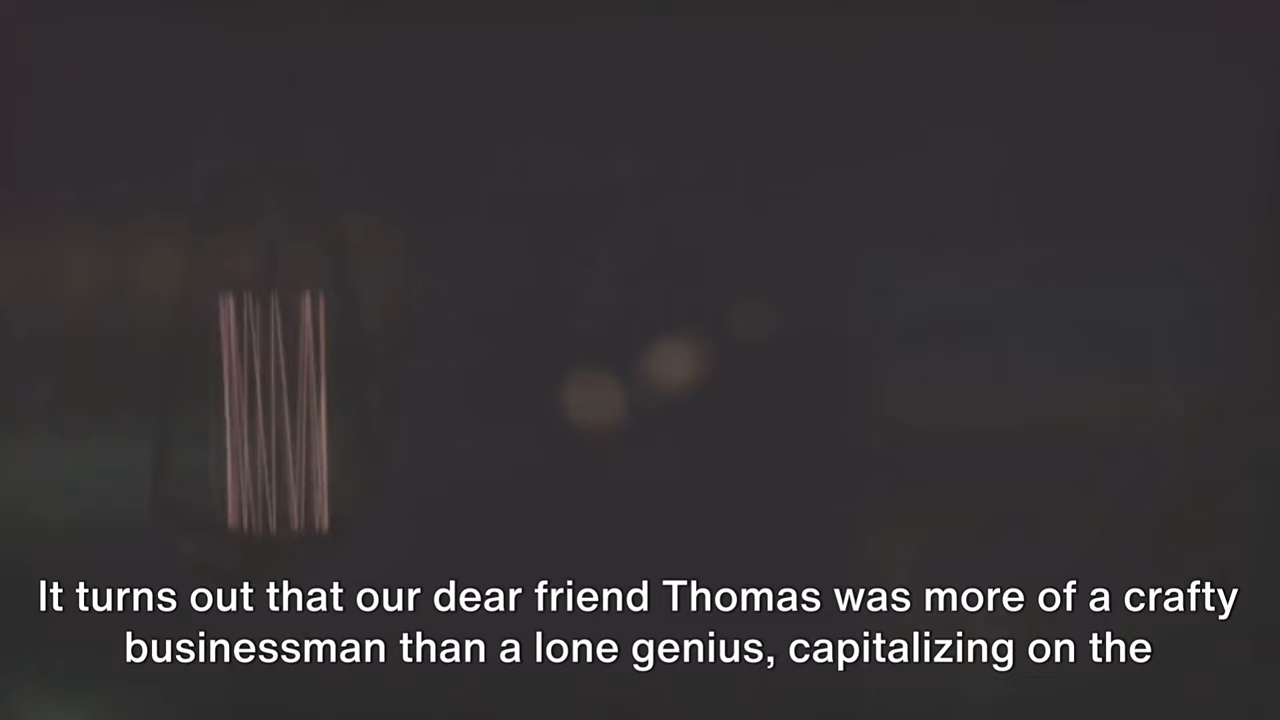 It turns out that our dear friend Thomas was more of a crafty
businessman than a lone genius, capitalizing on the